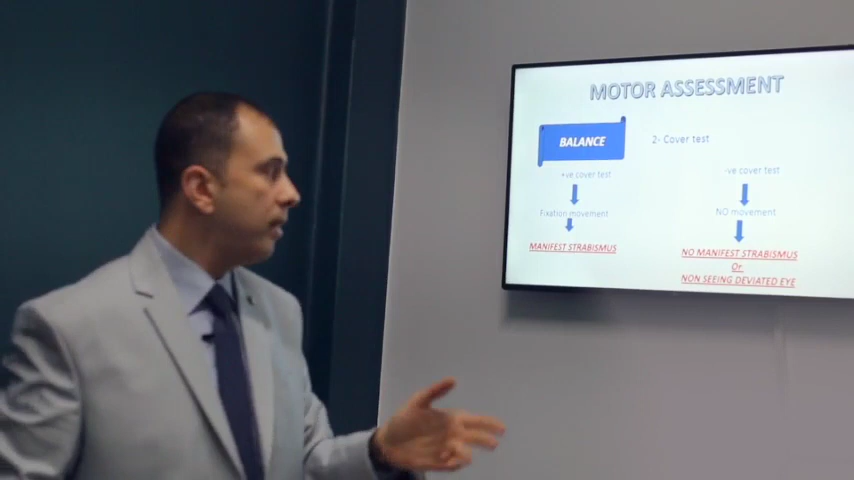 MOTOR ASSESSMENT
BALANCE
2- Cover test
+ve cover test
-ve cover test
Fixation movement
NO movement
MANIFEST STRABISMUS
NO MANIFEST STRABISMUS
Or
NON SEEING DEVIATED EYE